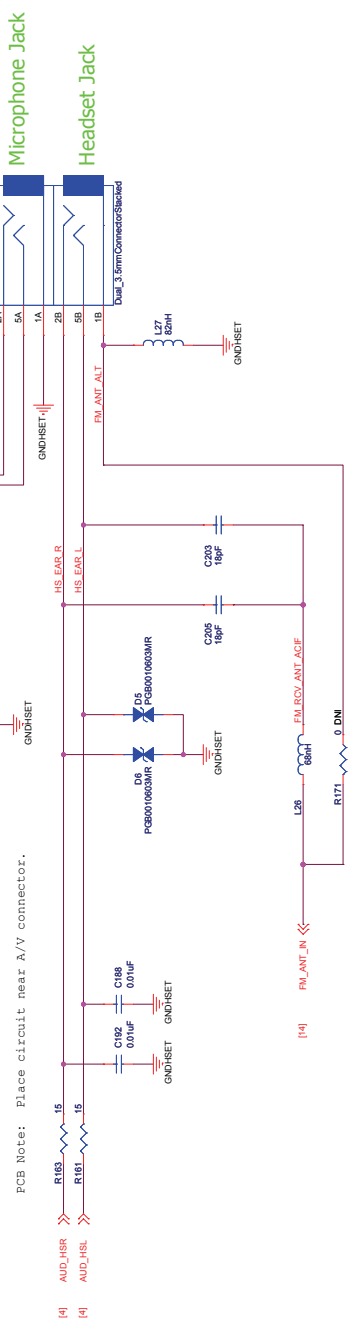 Microphone Jack
Headset Jack
Dual_3.5mmConnectorStacked
5A
1A
2B
5B
1B
L27
82nH
GNDHSET
GNDHSET
FM_ANT_ALT
HS_EAR_R
HS_EAR_L
C203
18pF
C205
18pF
FM_RCV_ANT_ACIF
L26
68nH
R171
0
DNI
GNDHSET
D5
PGB0010603MR
D6
PGB0010603MR
GNDHSET
PCB Note: Place circuit near A/V connector.
FM_ANT_IN
[14]
C188
0.01uF
GNDHSET
C192
0.01uF
GNDHSET
R163
15
R161
15
AUD_HSR
[4]
AUD_HSL
[4]